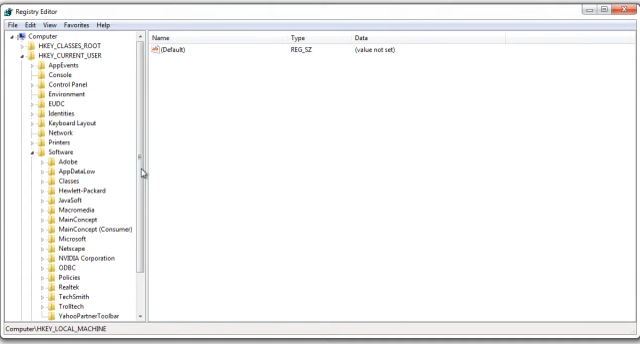 Registry Editor
File Edit View Favorites Help
Computer
HKEY_CLASSES_ROOT
HKEY_CURRENT_USER
AppEvents
Console
Control Panel
Environment
EUDC
Identities
Keyboard Layout
Network
Printers
Software
Adobe
AppDataLow
Classes
Hewlett-Packard
JavaSoft
Macromedia
MainConcept
MainConcept (Consumer)
Microsoft
Netscape
NVIDIA Corporation
ODBC
Policies
Realtek
TechSmith
Trolltech
YahooPartnerToolbar
Name Type Data
ab (Default) REG_SZ (value not set)
Computer\HKEY_LOCAL_MACHINE